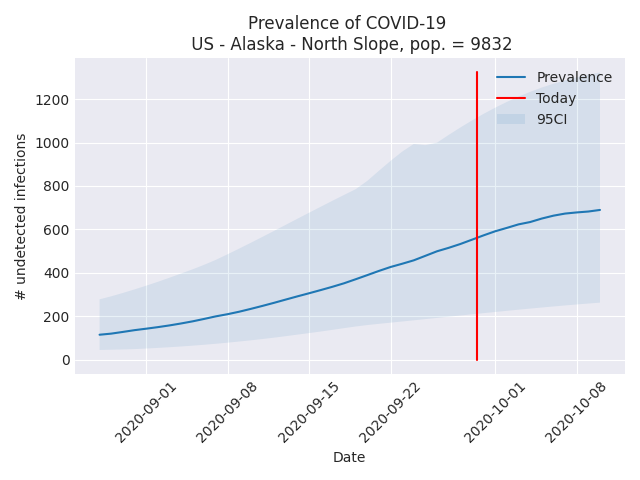 Prevalence of COVID-19
US - Alaska - North Slope, pop. = 9832
Prevalence
Today
95CI
# undetected infections
1200
1000
800
600
400
200
0
2020-09-01
2020-09-08
2020-09-15
2020-09-22
2020-10-01
2020-10-08
Date